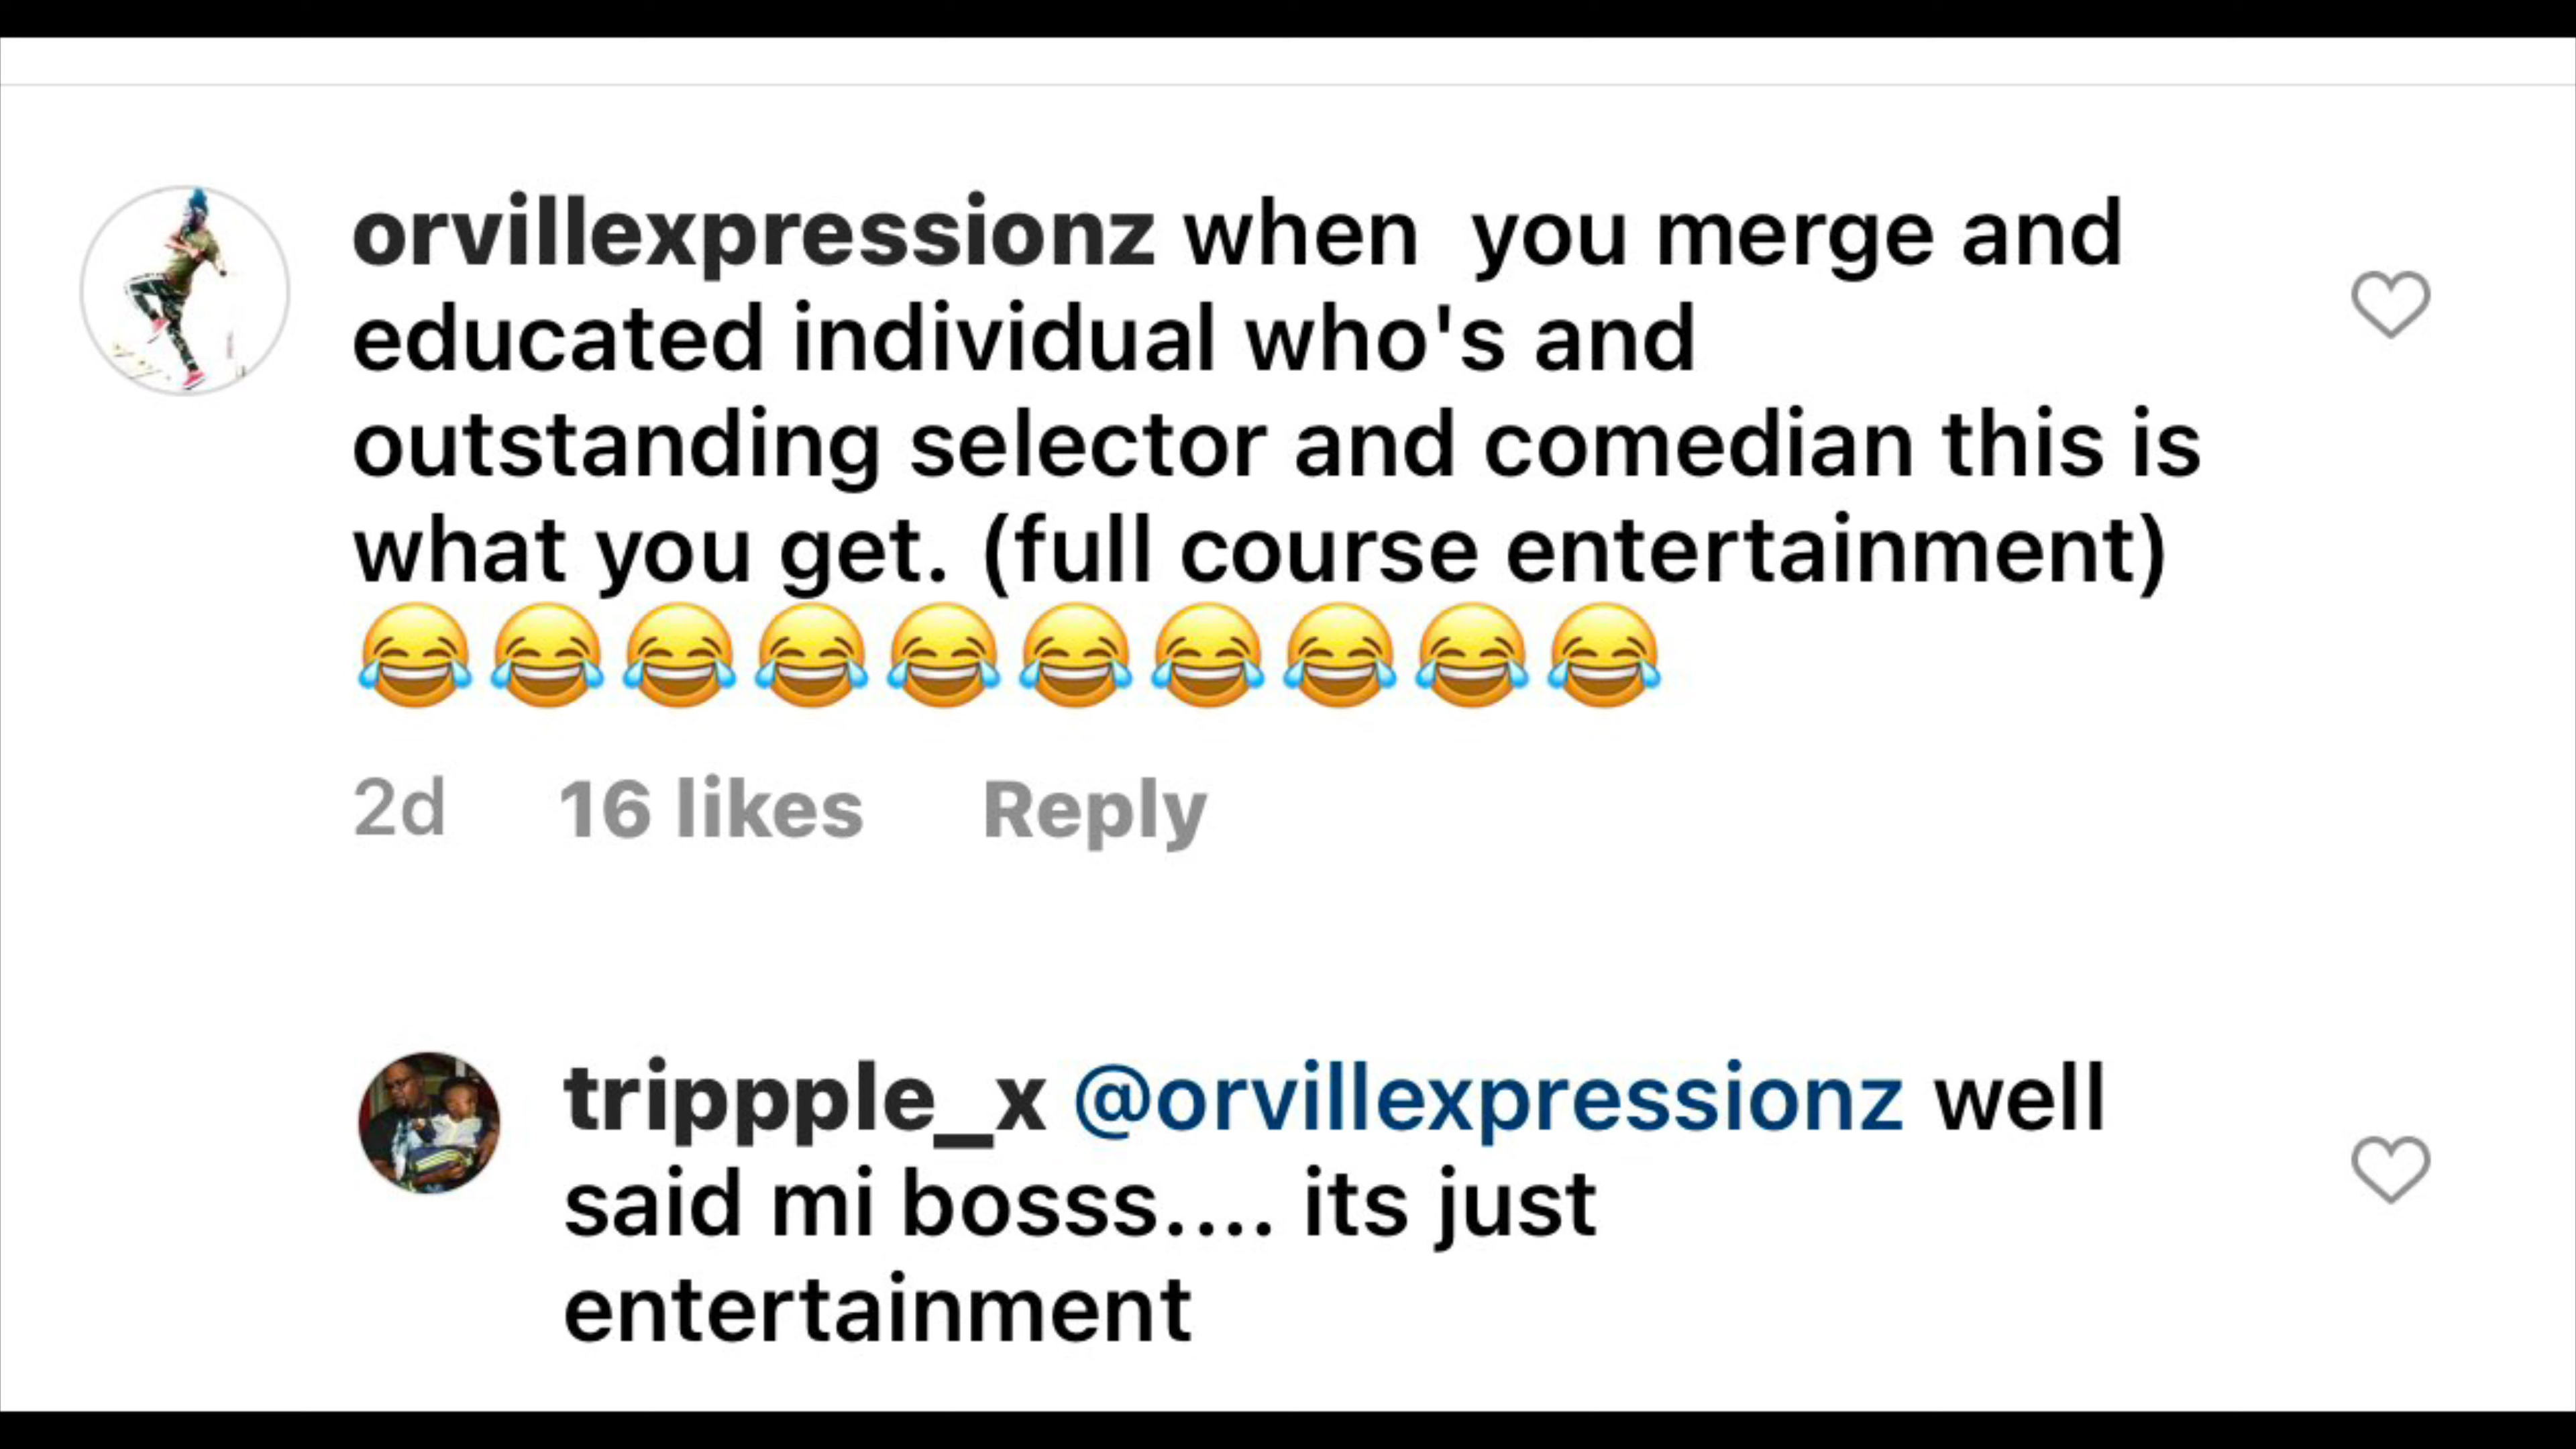 orvillexpressionz when  you merge and
educated individual who's and
outstanding selector and comedian this is
what you get. (full course entertainment)
😂😂😂😂😂😂😂😂😂😂
2d 16 likes Reply
trippple_x @orvillexpressionz well
said mi bosss.... its just
entertainment